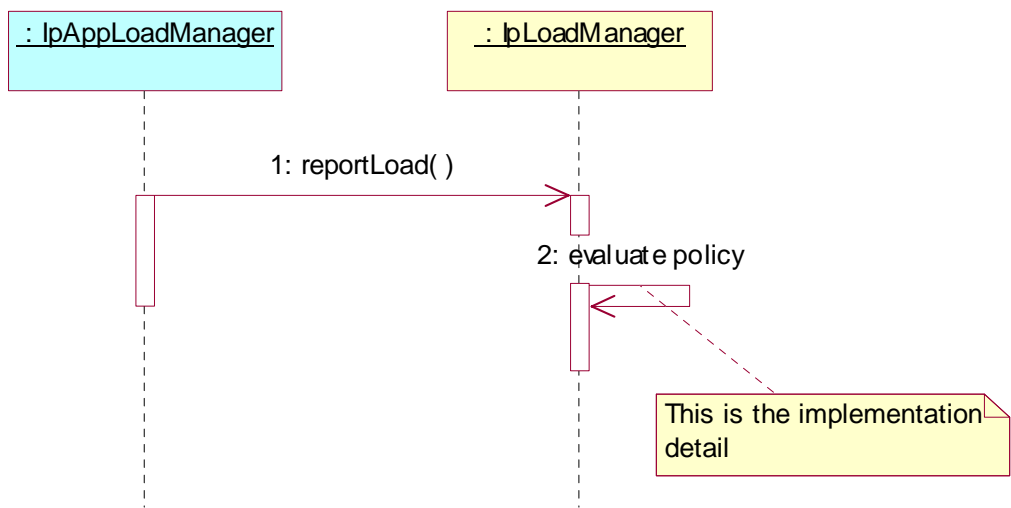 : IpAppLoadManager
: IpLoadManager
1: reportLoad( )
2: evaluate policy
This is the implementation
detail